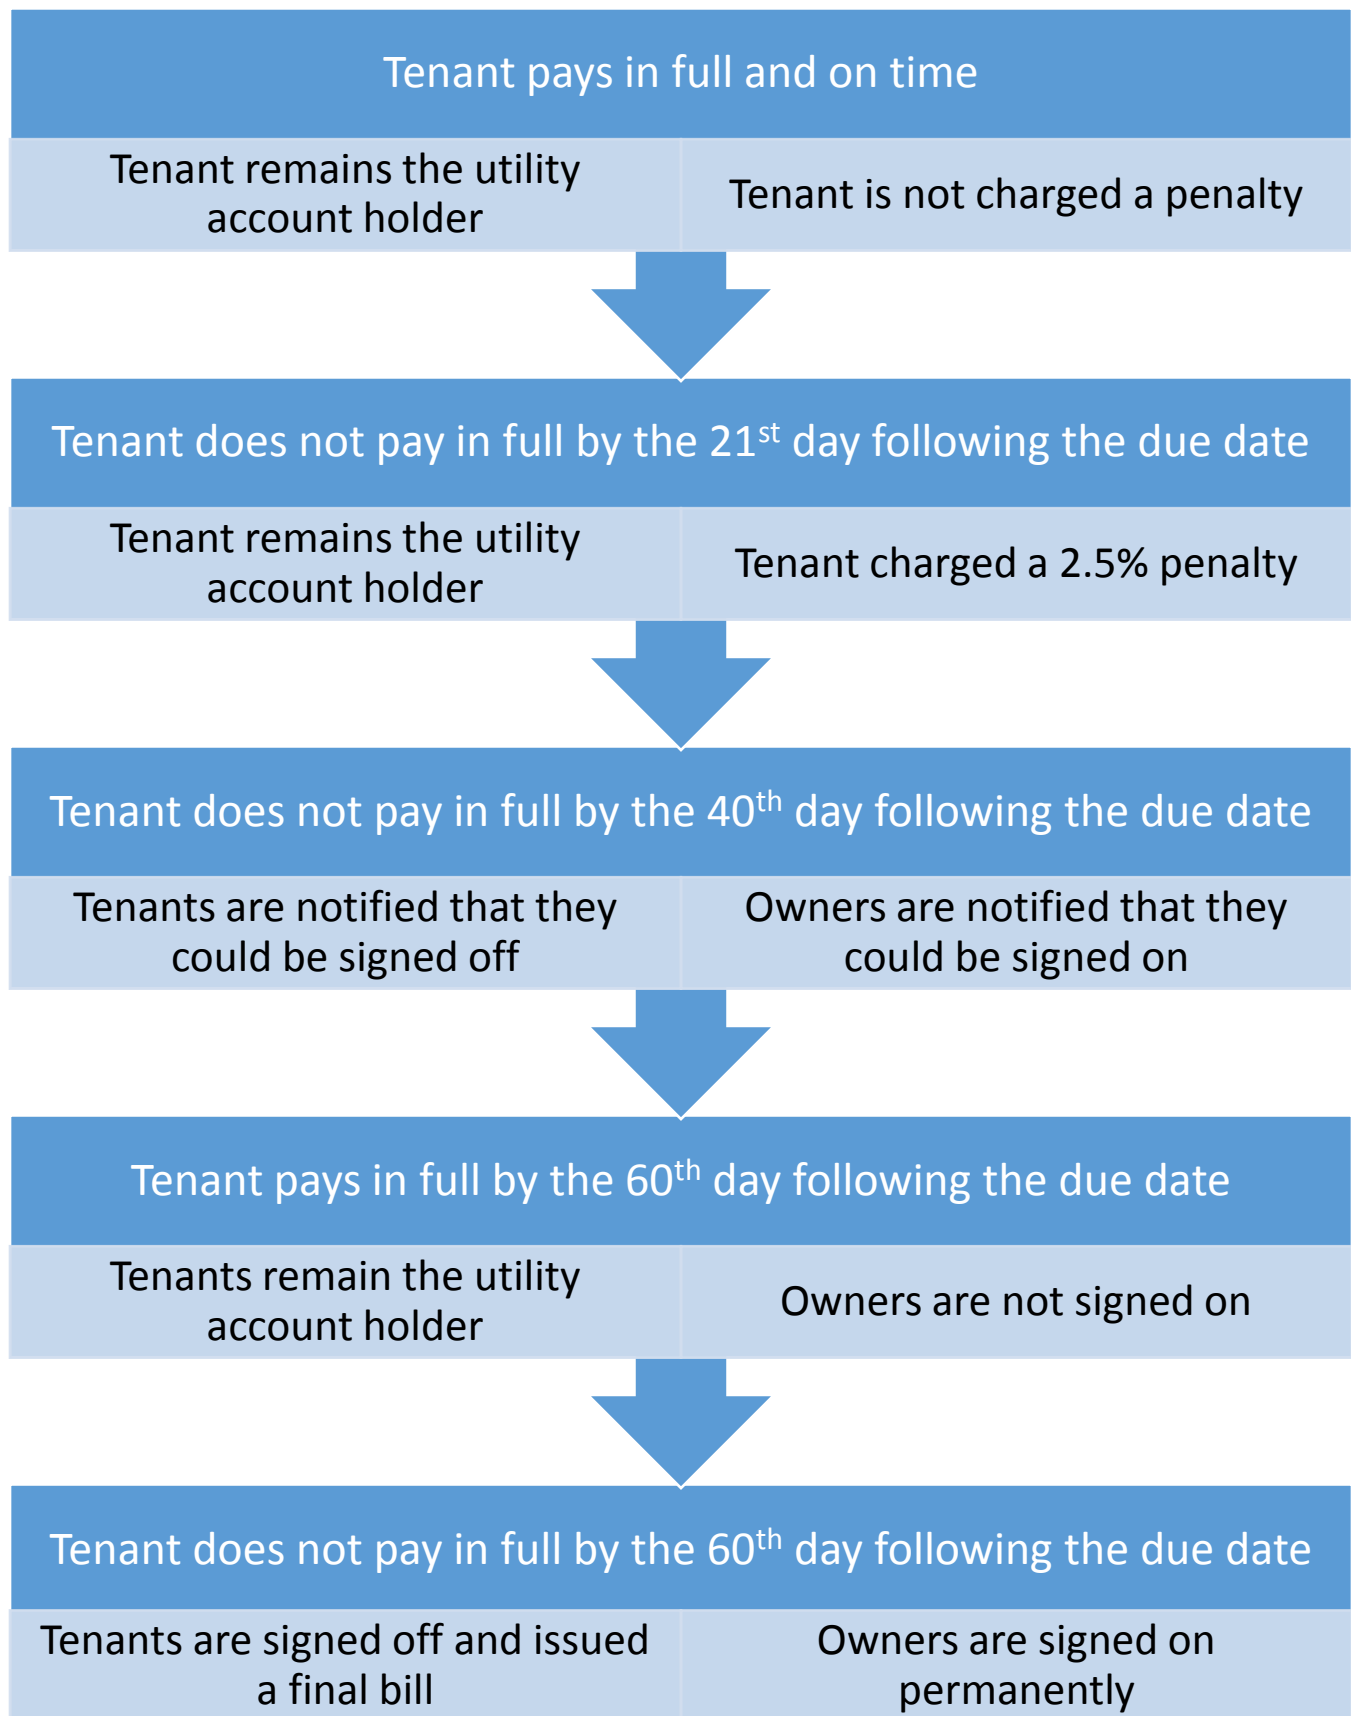 Tenant pays in full and on time
Tenant remains the utility
account holder
Tenant is not charged a penalty
Tenant does not pay in full by the 21st day following the due date
Tenant remains the utility
account holder
Tenant charged a 2.5% penalty
Tenant does not pay in full by the 40th day following the due date
Tenants are notified that they
could be signed off
Owners are notified that they
could be signed on
Tenant pays in full by the 60th day following the due date
Tenants remain the utility
account holder
Owners are not signed on
Tenant does not pay in full by the 60th day following the due date
Tenants are signed off and issued
a final bill
Owners are signed on
permanently